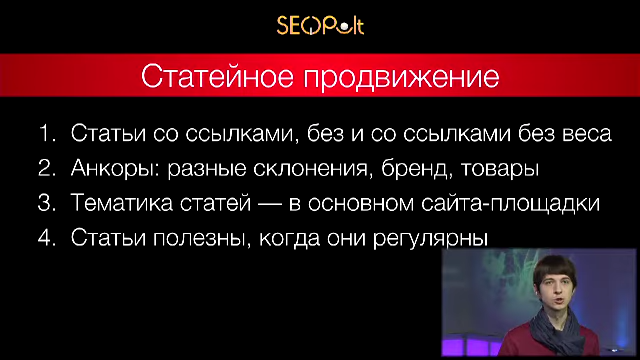 SEOPult
Статейное продвижение
1. Статьи со ссылками, без и со ссылками без веса
2. Анкоры: разные склонения, бренд, товары
3. Тематика статей — в основном сайта-площадки
4. Статьи полезны, когда они регулярны